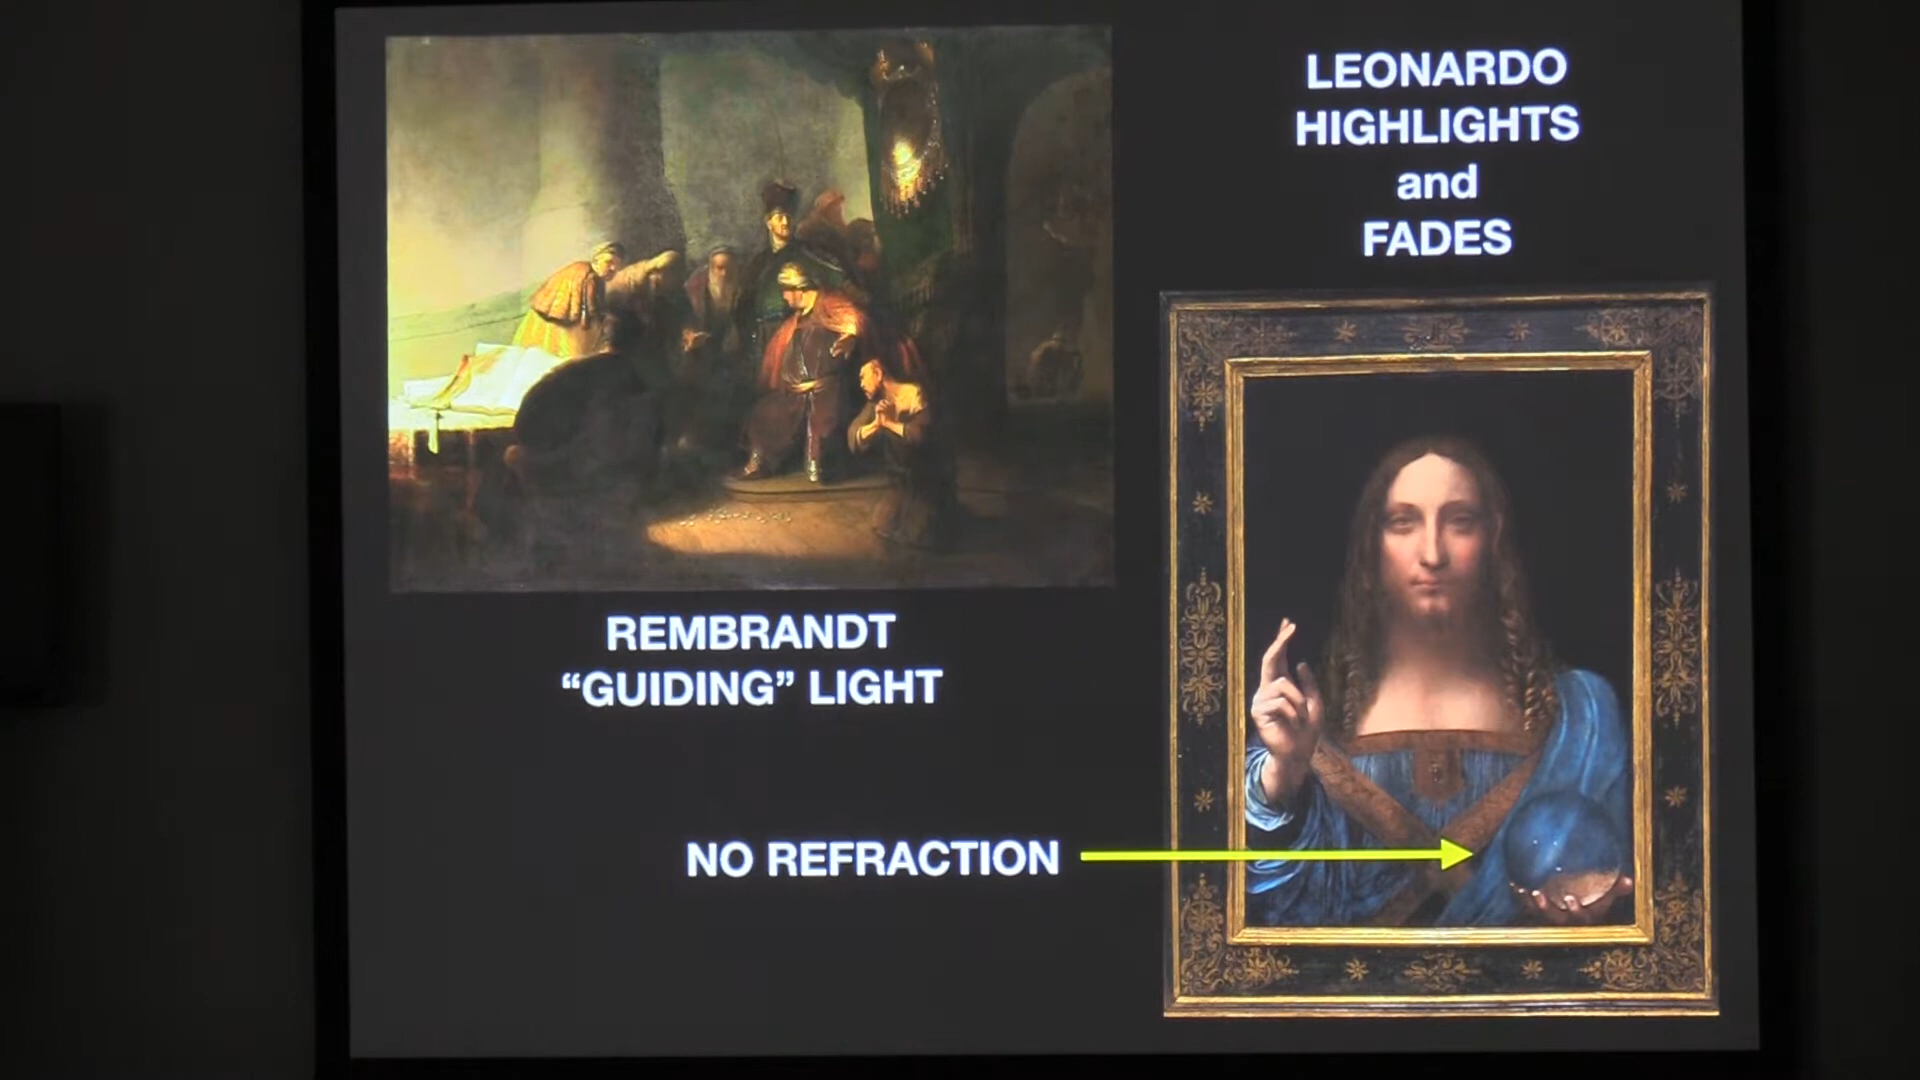 LEONARDO
HIGHLIGHTS
and
FADES
REMBRANDT
“GUIDING” LIGHT
NO REFRACTION